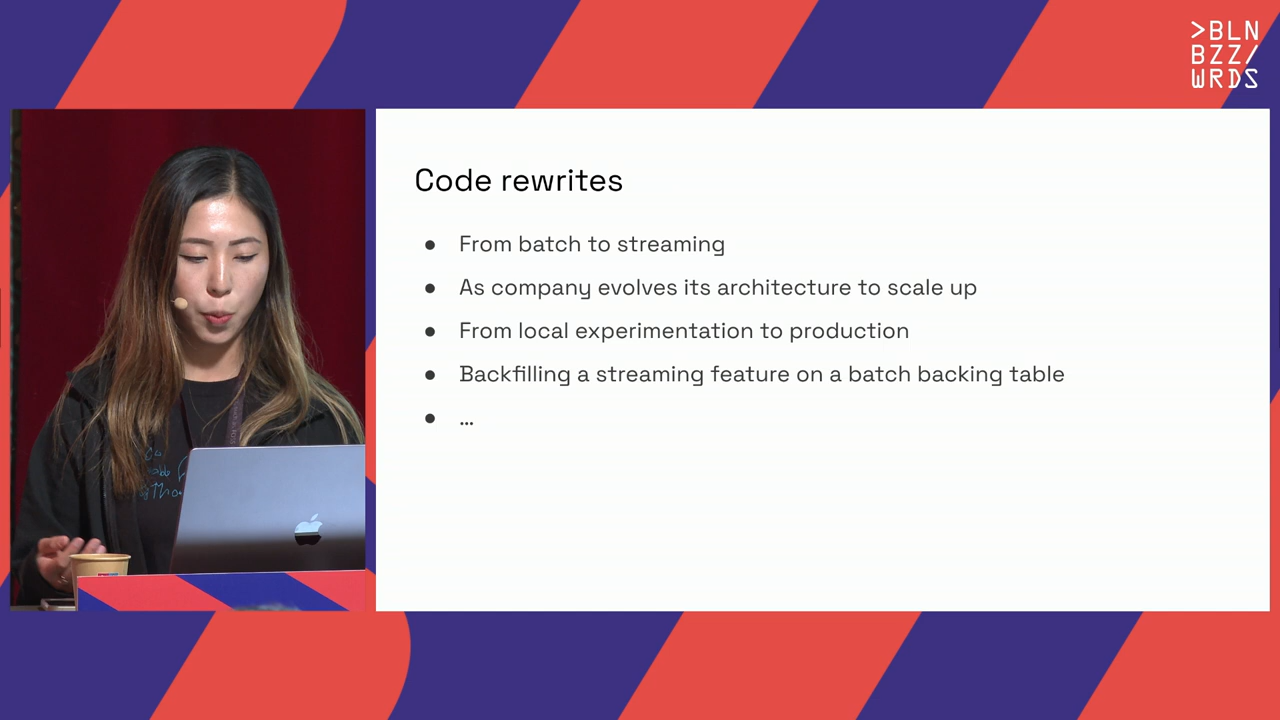 >BLN
BZZ/
WRDS
Code rewrites
● From batch to streaming
● As company evolves its architecture to scale up
● From local experimentation to production
● Backfilling a streaming feature on a batch backing table
● …